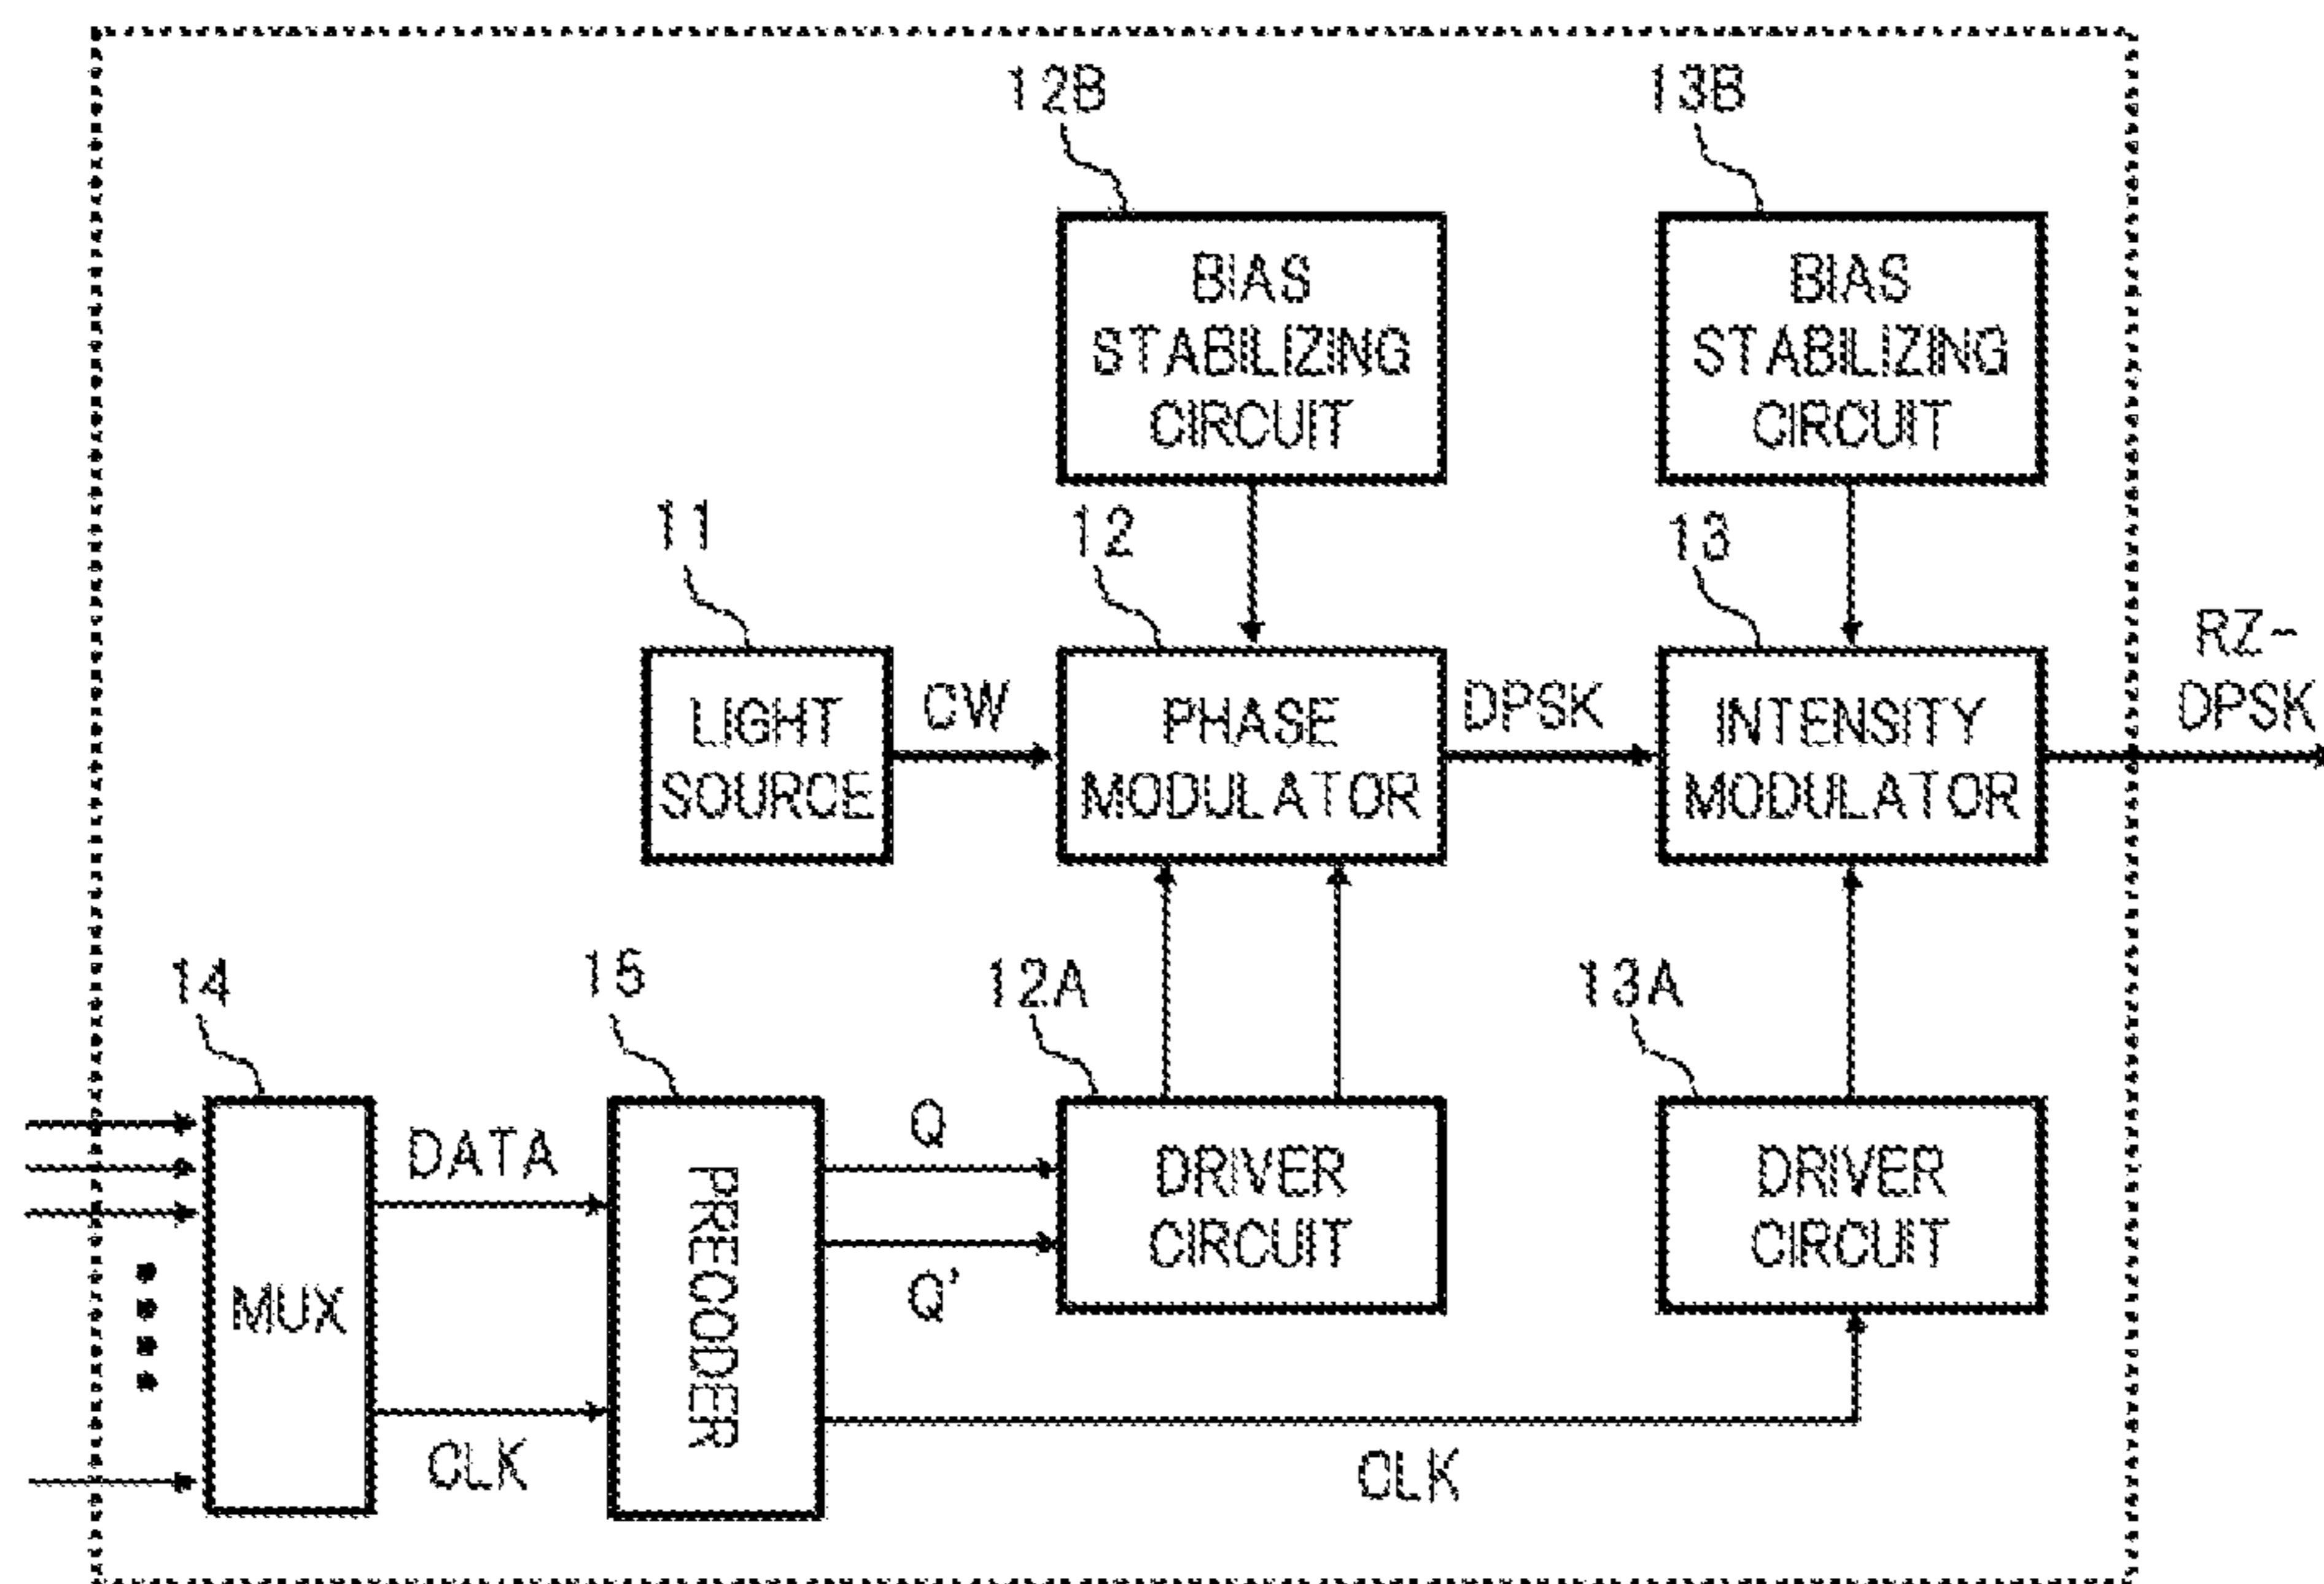 12B
13B
BIAS
STABILIZING
CIRCUIT
BIAS
STABILIZING
CIRCUIT
11
12
13
RZ-
DPSK
LIGHT
SOURCE
CW
PHASE
MODULATOR
DPSK
INTENSITY
MODULATOR
14
15
12A
13A
MUX
DATA
CLK
PRECODER
Q
Q'
DRIVER
CIRCUIT
DRIVER
CIRCUIT
CLK